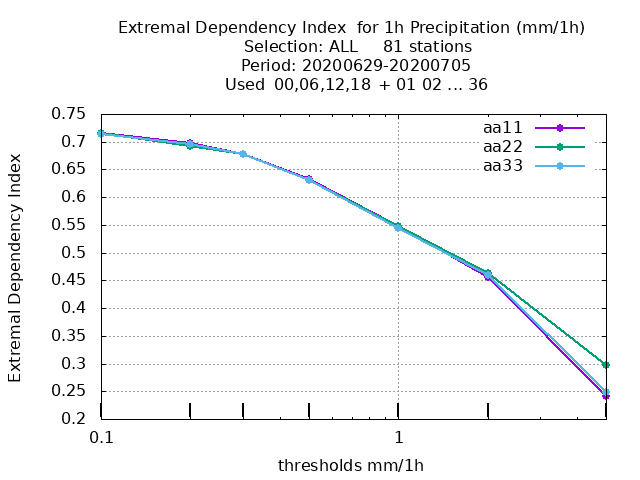 Extremal Dependency Index  for 1h Precipitation (mm/1h)
Selection: ALL     81 stations
Period: 20200629-20200705
Used  00,06,12,18  + 01 02 ... 36
aa11
aa22
aa33
Extremal Dependency Index
0.75
0.7
0.65
0.6
0.55
0.5
0.45
0.4
0.35
0.3
0.25
0.2
0.1
1
thresholds mm/1h